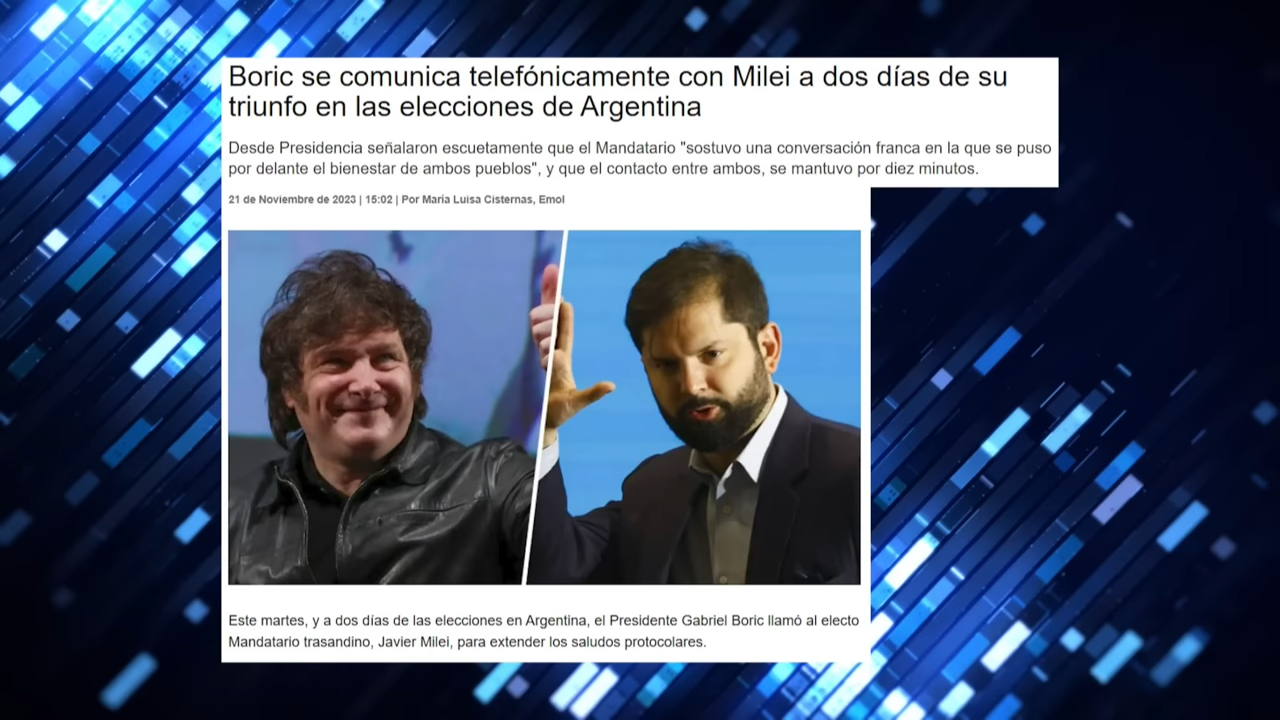 Boric se comunica telefónicamente con Milei a dos días de su
triunfo en las elecciones de Argentina
Desde Presidencia señalaron escuetamente que el Mandatario "sostuvo una conversación franca en la que se puso
por delante el bienestar de ambos pueblos", y que el contacto entre ambos, se mantuvo por diez minutos.
21 de Noviembre de 2023 | 15:02 | Por María Luisa Cisternas, Emol
Este martes, y a dos días de las elecciones en Argentina, el Presidente Gabriel Boric llamó al electo
Mandatario trasandino, Javier Milei, para extender los saludos protocolares.